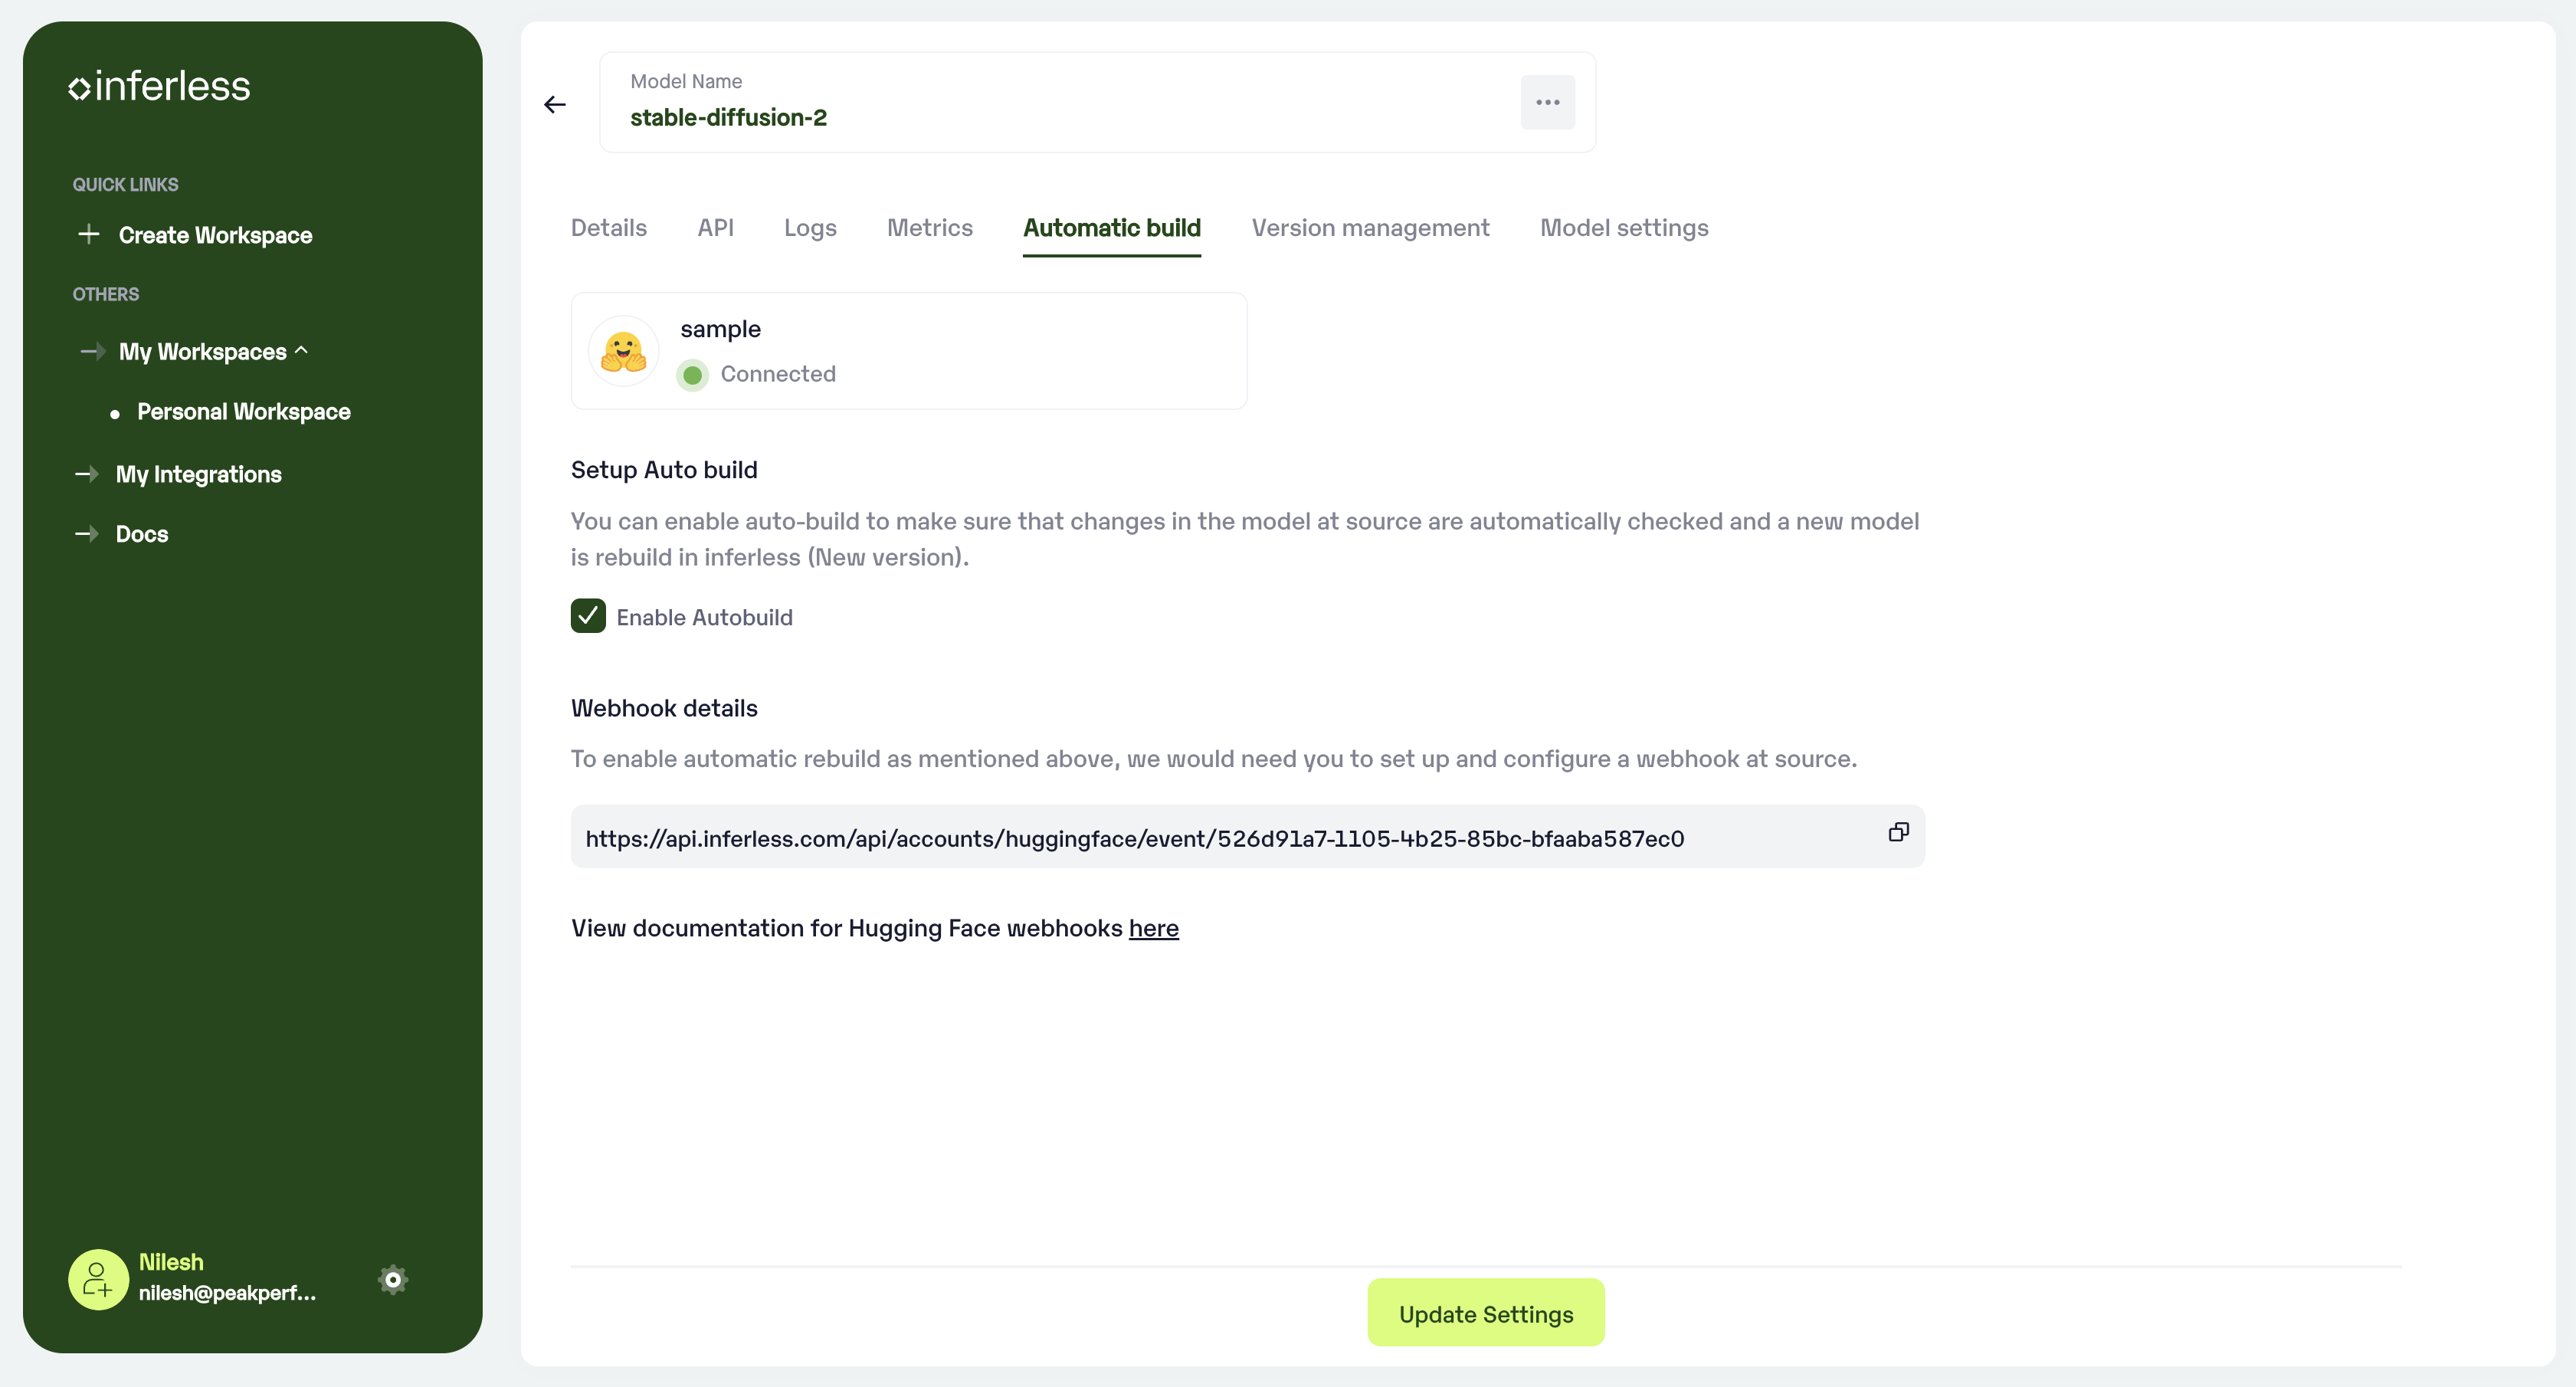 inferless
QUICK LINKS
Create Workspace
OTHERS
My Workspaces
Personal Workspace
My Integrations
Docs
Nilesh
nilesh@peakperf...
Model Name
stable-diffusion-2
Details API Logs Metrics Automatic build Version management Model settings
sample
Connected
Setup Auto build
You can enable auto-build to make sure that changes in the model at source are automatically checked and a new model
is rebuild in inferless (New version).
Enable Autobuild
Webhook details
To enable automatic rebuild as mentioned above, we would need you to set up and configure a webhook at source.
https://api.inferless.com/api/accounts/huggingface/event/526d91a7-1105-4b25-85bc-bfaaba587ec0
View documentation for Hugging Face webhooks here
Update Settings